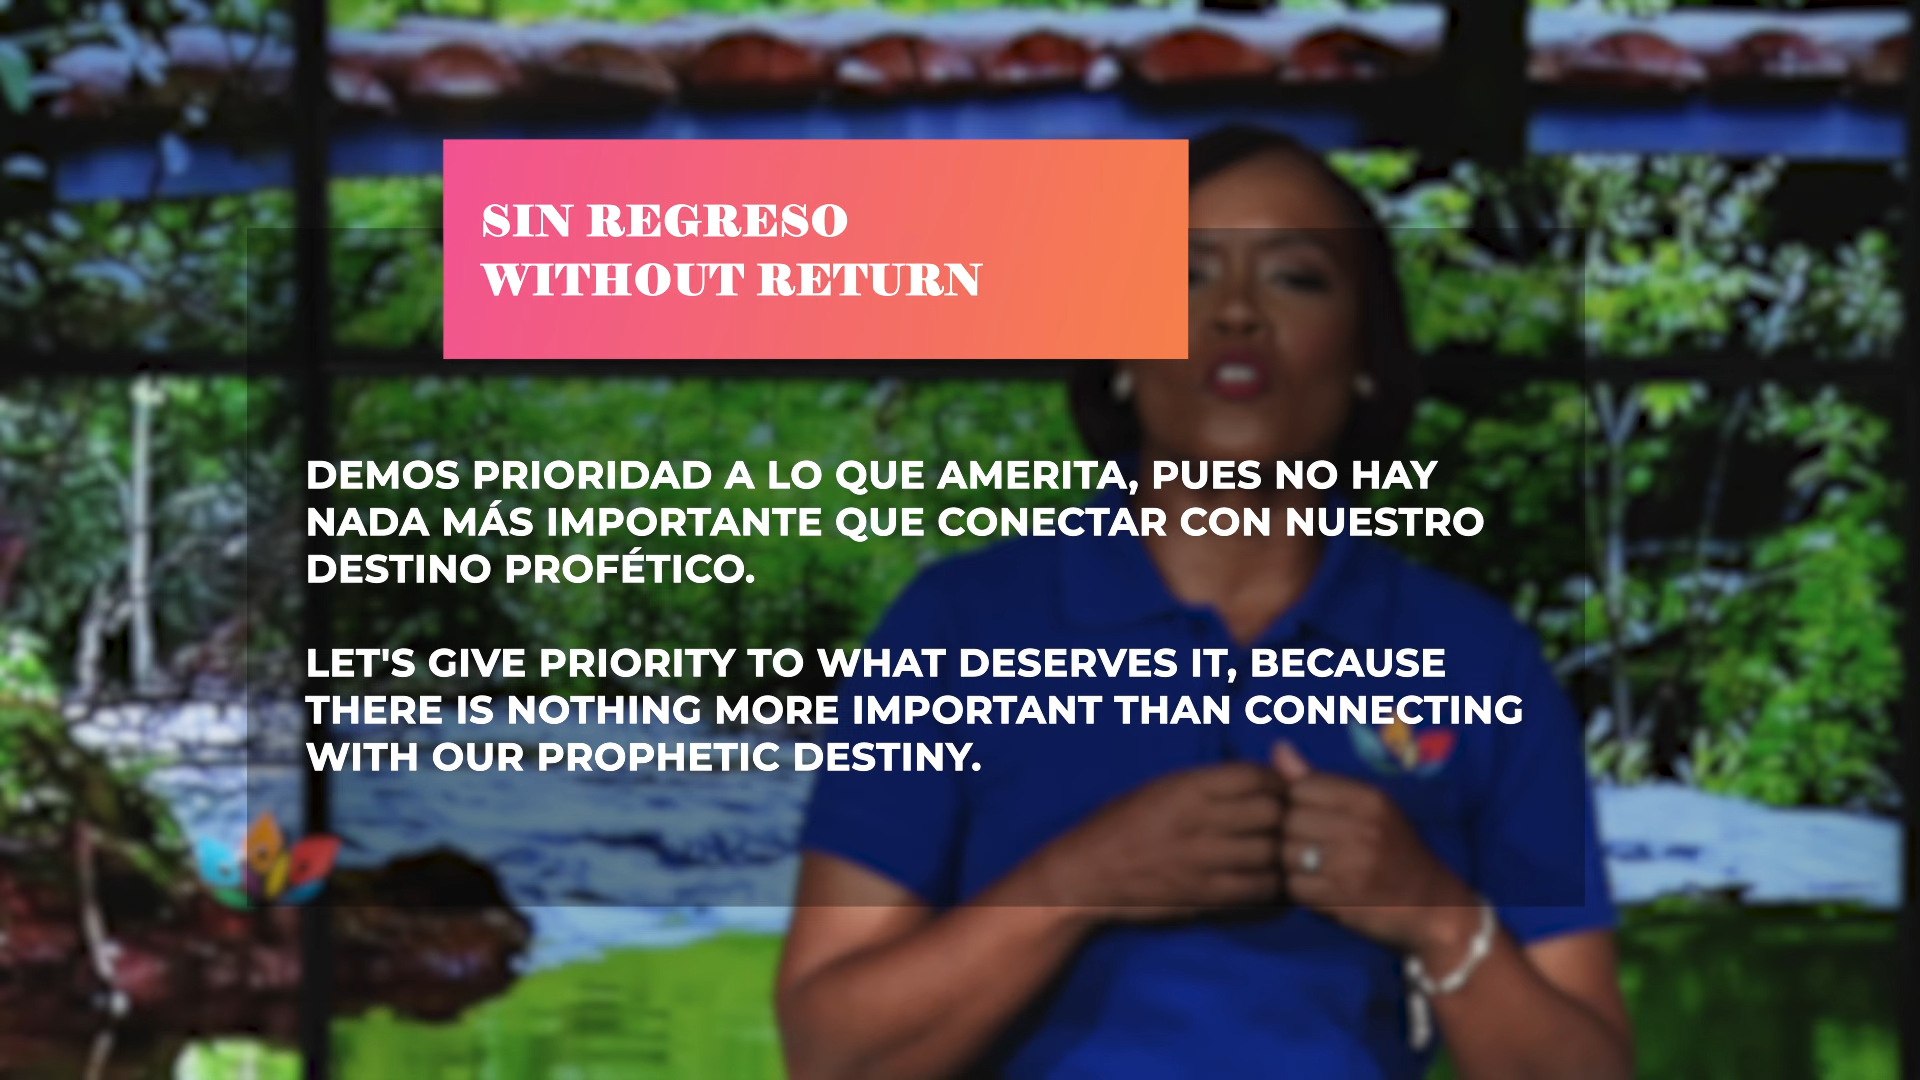 SIN REGRESO
WITHOUT RETURN
DEMOS PRIORIDAD A LO QUE AMERITA, PUES NO HAY
NADA MÁS IMPORTANTE QUE CONECTAR CON NUESTRO
DESTINO PROFÉTICO.
LET'S GIVE PRIORITY TO WHAT DESERVES IT, BECAUSE
THERE IS NOTHING MORE IMPORTANT THAN CONNECTING
WITH OUR PROPHETIC DESTINY.